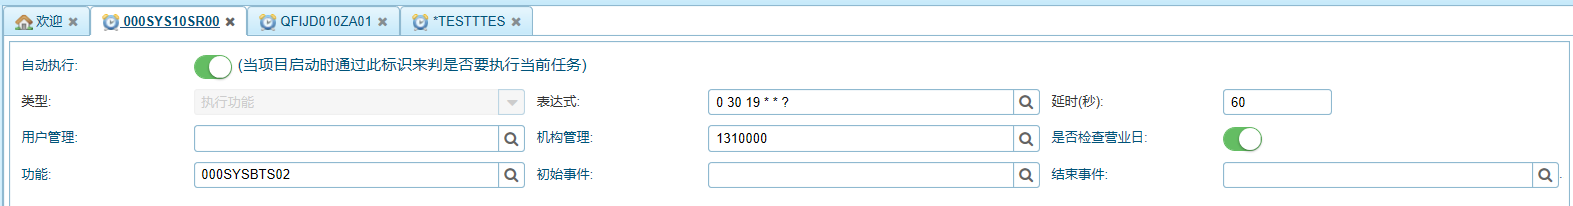 欢迎 000SYS10SR00 QFIJD010ZA01 *TESTTTES
自动执行: (当项目启动时通过此标识来判是否要执行当前任务)
类型: 执行功能 表达式: 0 30 19 * * ? 延时(秒): 60
用户管理: 机构管理: 1310000 是否检查营业日:
功能: 000SYSBTS02 初始事件: 结束事件: